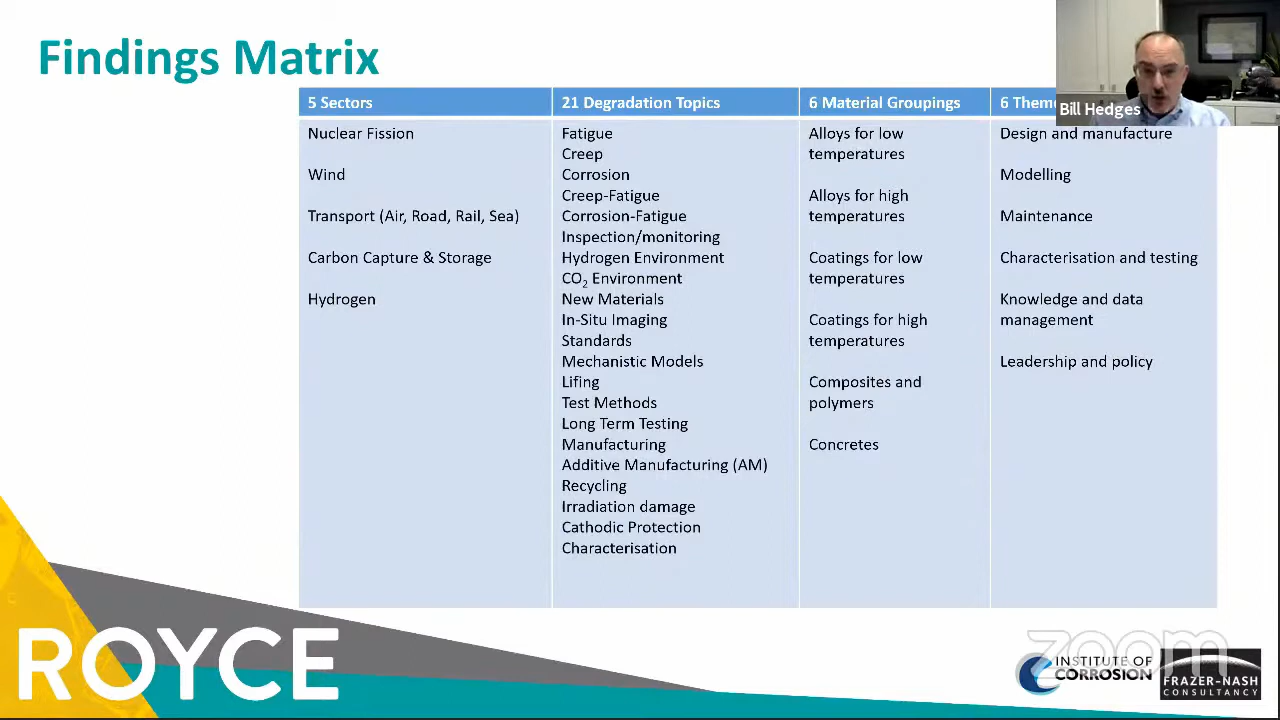 Findings Matrix
5 Sectors
Nuclear Fission
Wind
Transport (Air, Road, Rail, Sea)
Carbon Capture & Storage
Hydrogen
21 Degradation Topics
Fatigue
Creep
Corrosion
Creep-Fatigue
Corrosion-Fatigue
Inspection/monitoring
Hydrogen Environment
CO₂ Environment
New Materials
In-Situ Imaging
Standards
Mechanistic Models
Lifing
Test Methods
Long Term Testing
Manufacturing
Additive Manufacturing (AM)
Recycling
Irradiation damage
Cathodic Protection
Characterisation
6 Material Groupings
Alloys for low
temperatures
Alloys for high
temperatures
Coatings for low
temperatures
Coatings for high
temperatures
Composites and
polymers
Concretes
6 Them
Design and manufacture
Modelling
Maintenance
Characterisation and testing
Knowledge and data
management
Leadership and policy
Bill Hedges
ROYCE
zoom
INSTITUTE OF
CORROSION
FRAZER-NASH
CONSULTANCY